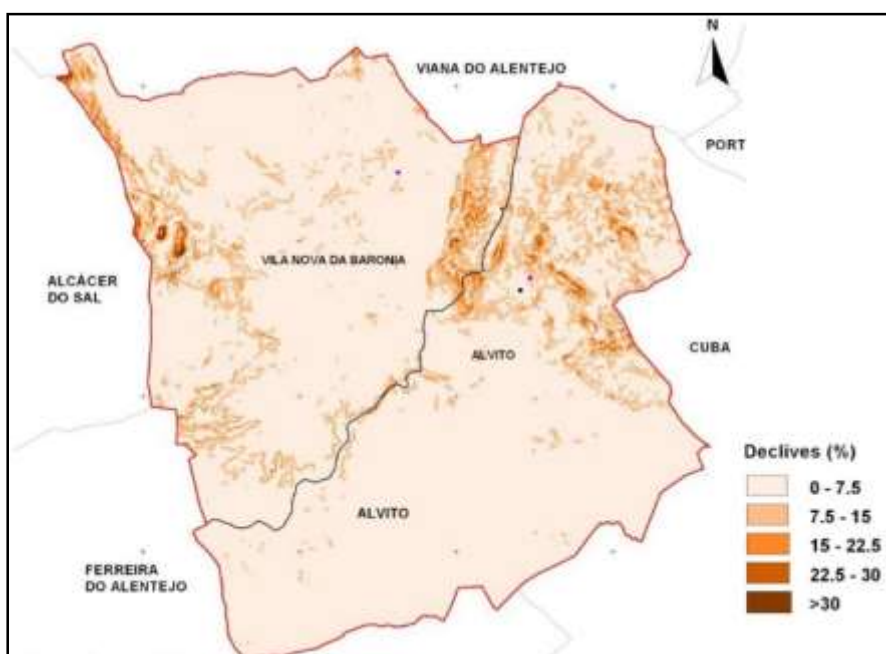 N
VIANA DO ALENTEJO
PORT
VILA NOVA DA BARONIA
ALCÁCER
DO SAL
CUBA
ALVITO
Declives (%)
0 - 7.5
7.5 - 15
ALVITO
15 - 22.5
FERREIRA
DO ALENTEJO
22.5 - 30
>30